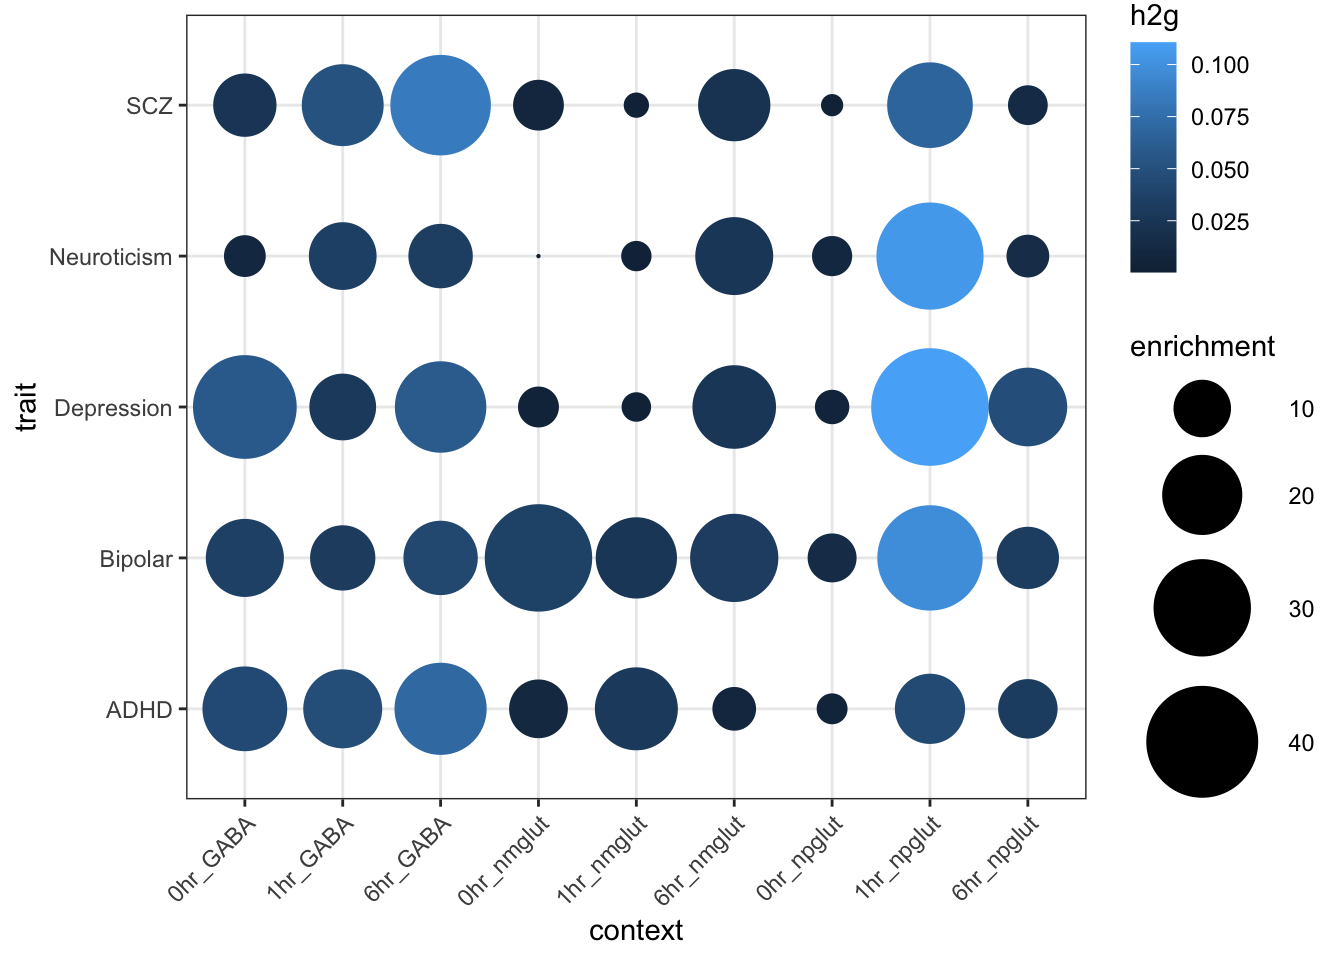 SCZ
Neuroticism
Depression
Bipolar
ADHD
trait
0hr_GABA
1hr_GABA
6hr_GABA
0hr_nmglut
1hr_nmglut
6hr_nmglut
0hr_npglut
1hr_npglut
6hr_npglut
context
h2g
0.100
0.075
0.050
0.025
enrichment
10
20
30
40